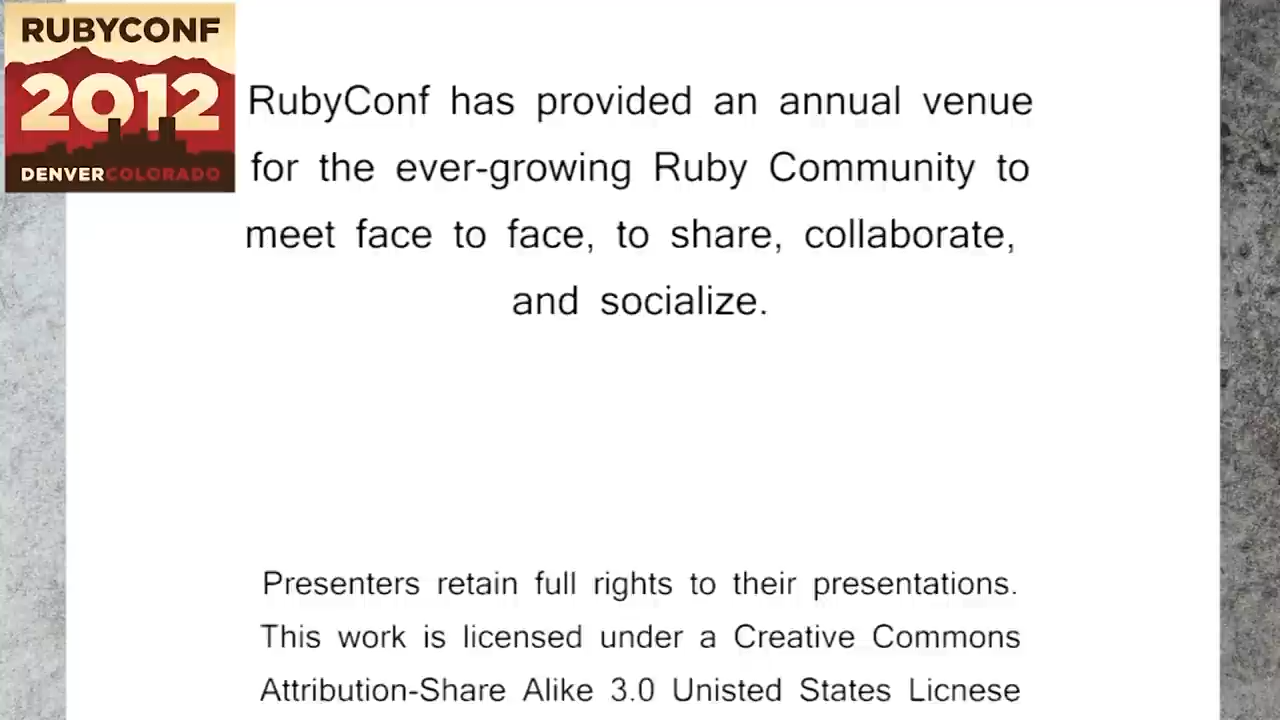 RUBYCONF
2012
DENVERCOLORADO
RubyConf has provided an annual venue
for the ever-growing Ruby Community to
meet face to face, to share, collaborate,
and socialize.
Presenters retain full rights to their presentations.
This work is licensed under a Creative Commons
Attribution-Share Alike 3.0 Unisted States Licnese